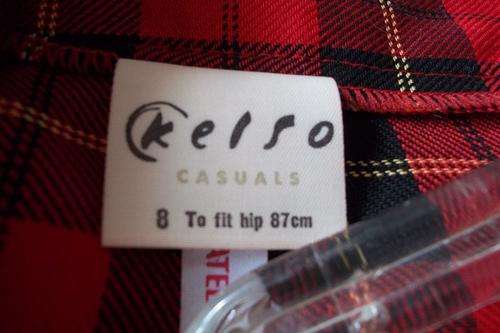 kelso
CASUALS
8 To fit hip 87cm